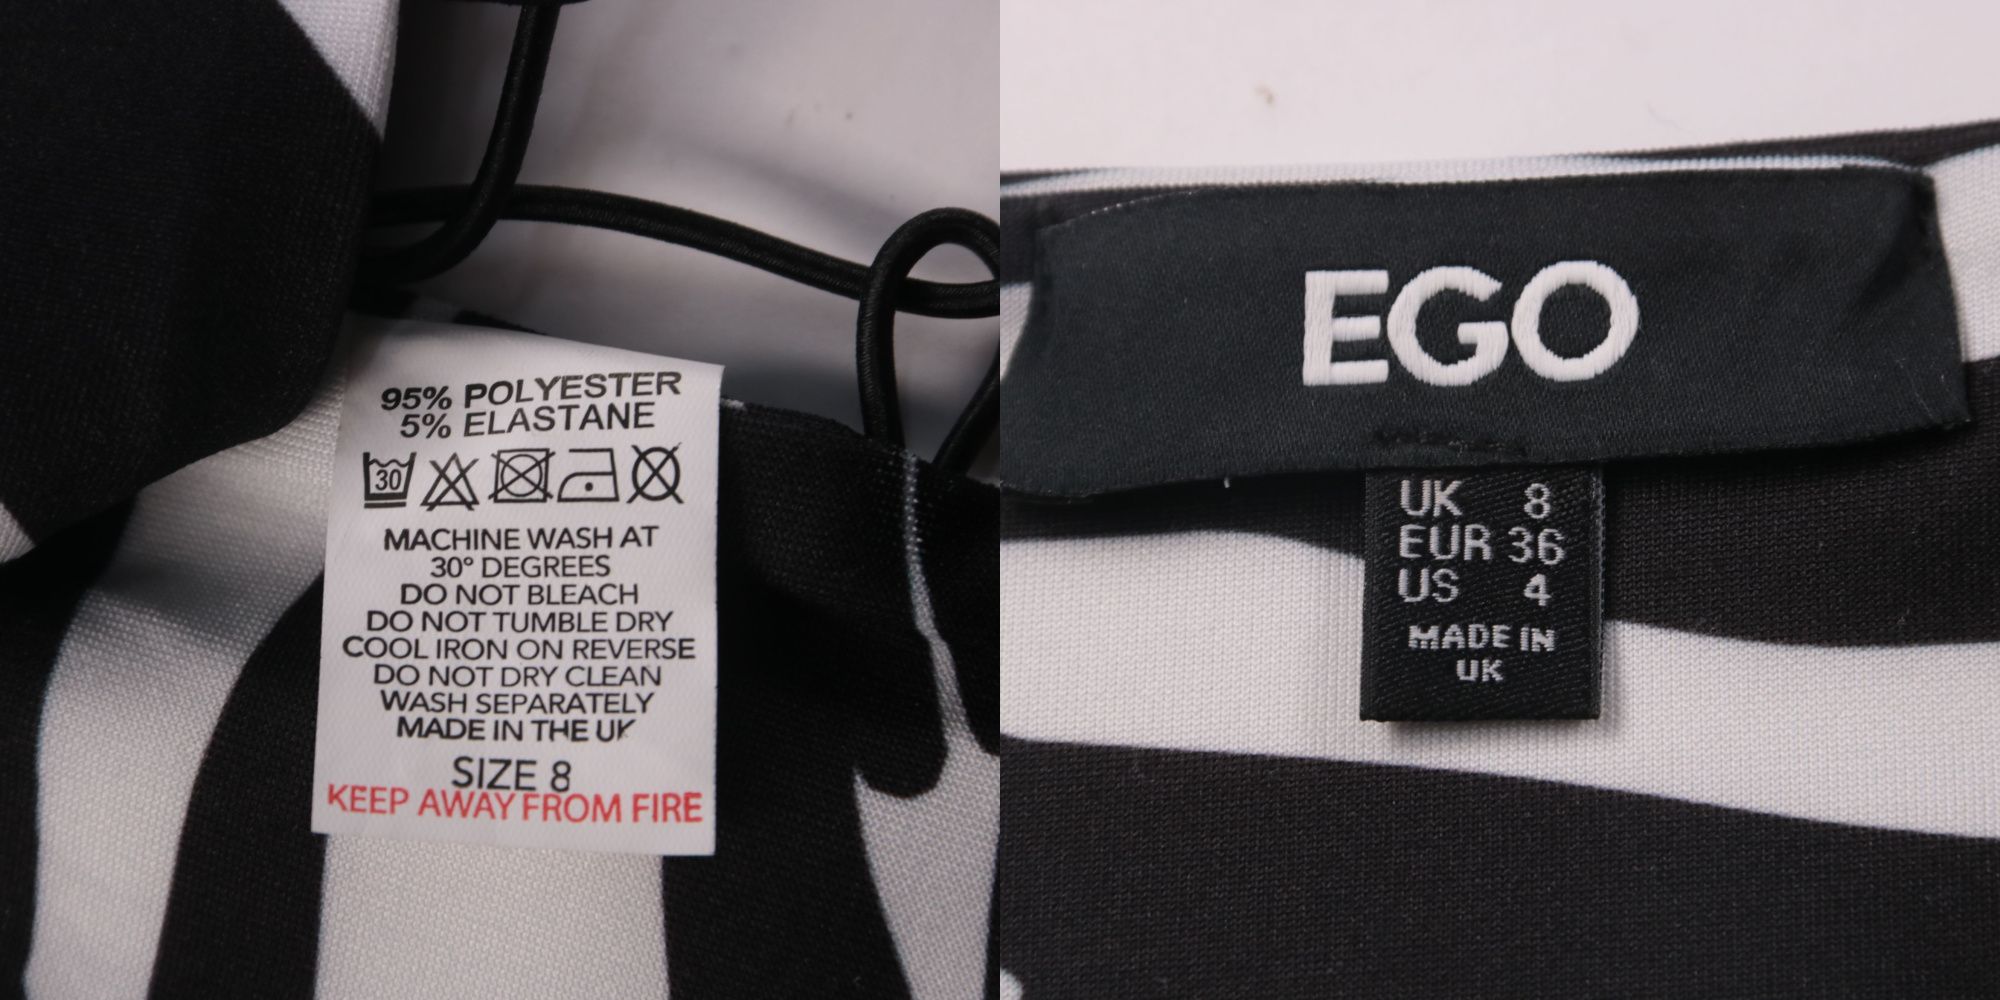 95% POLYESTER
5% ELASTANE
30
MACHINE WASH AT
30° DEGREES
DO NOT BLEACH
DO NOT TUMBLE DRY
COOL IRON ON REVERSE
DO NOT DRY CLEAN
WASH SEPARATELY
MADE IN THE UK
SIZE 8
KEEP AWAY FROM FIRE
EGO
UK 8
EUR 36
US 4
MADE IN
UK